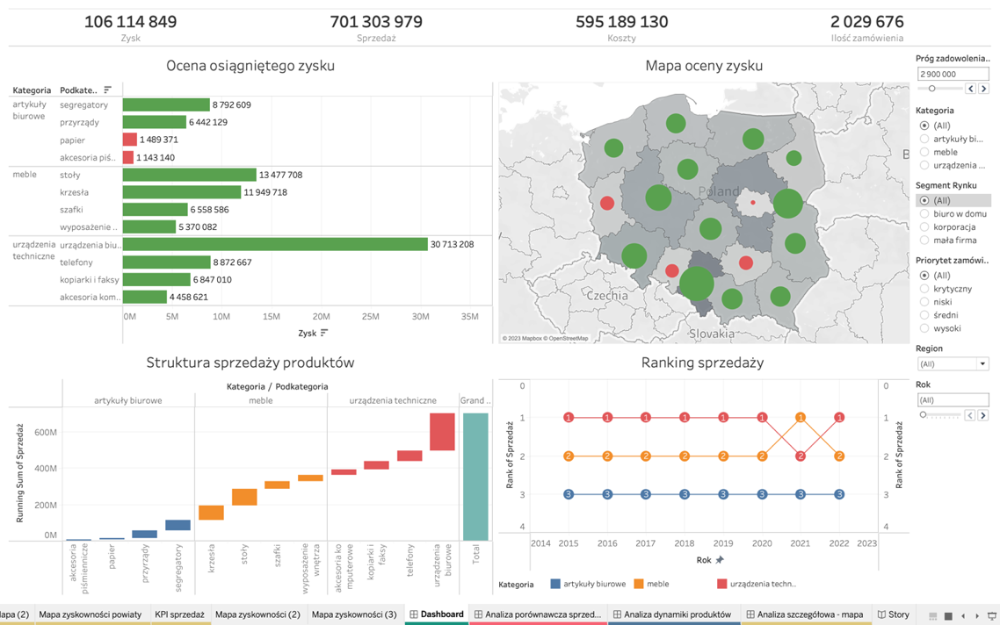 106 114 849
Zysk
701 303 979
Sprzedaż
595 189 130
Koszty
2 029 676
Ilość zamówienia
Ocena osiągniętego zysku
Kategoria Podkate..
artykuły biurowe
segregatory 8 792 609
przyrządy 6 442 129
papier 1 489 371
akcesoria piś.. 1 143 140
meble
stoły 13 477 708
krzesła 11 949 718
szafki 6 558 586
wyposażenie .. 5 370 082
urządzenia techniczne
urządzenia biu.. 30 713 208
telefony 8 872 667
kopiarki i faksy 6 847 010
akcesoria kom.. 4 458 621
0M 5M 10M 15M 20M 25M 30M 35M
Zysk
Mapa oceny zysku
Poland
B
Czechia
Slovakia
© 2023 Mapbox © OpenStreetMap
Próg zadowolenia..
2 900 000
Kategoria
(All)
artykuły bi...
meble
urządzenia ...
Segment Rynku
(All)
biuro w domu
korporacja
mała firma
Priorytet zamówi..
(All)
krytyczny
niski
średni
wysoki
Region
(All)
Rok
(All)
Struktura sprzedaży produktów
Kategoria / Podkategoria
artykuły biurowe meble urządzenia techniczne Grand ..
Running Sum of Sprzedaż
600M
400M
200M
0M
akcesoria piśmiennicze
papier
przyrządy
segregatory
krzesła
stoły
szafki
wyposażenie wnętrza
akcesoria ko mputerowe
kopiarki i faksy
telefony
urządzenia biurowe
Total
Ranking sprzedaży
Rank of Sprzedaż
0 0
1 1 1 1 1 1 1 1 1 1
2 2 2 2 2 2 2 2 2 2
3 3 3 3 3 3 3 3 3 3
4 4
Rank of Sprzedaż
2014 2015 2016 2017 2018 2019 2020 2021 2022 2023
Rok
Kategoria artykuły biurowe meble urządzenia techn..
lapa (2) Mapa zyskowności powiaty KPI sprzedaż Mapa zyskowności (2) Mapa zyskowności (3) Dashboard Analiza porównawcza sprzed... Analiza dynamiki produktów Analiza szczegółowa - mapa Story